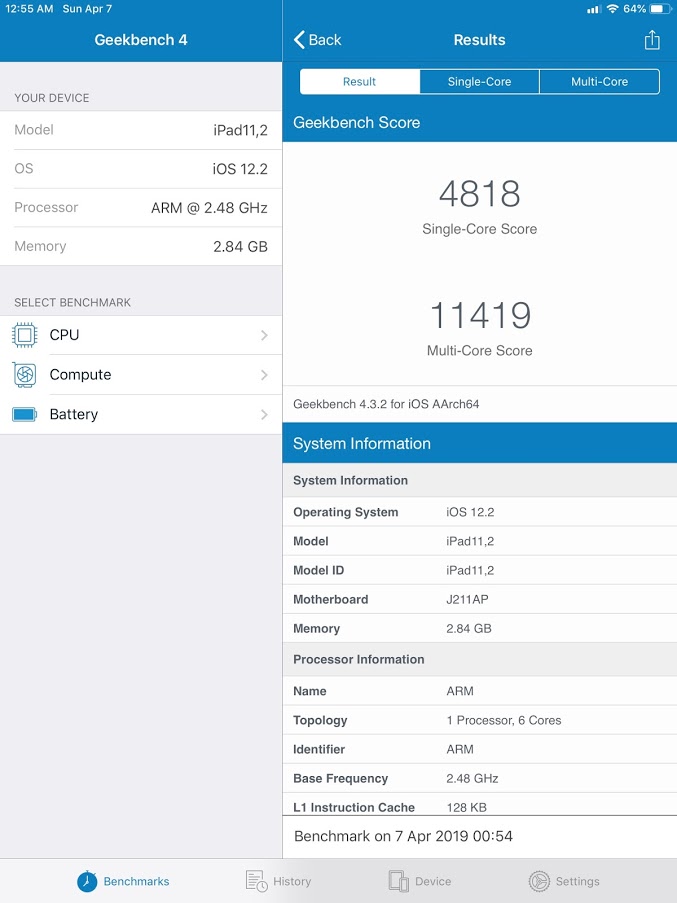 12:55 AM Sun Apr 7
64%
Geekbench 4
YOUR DEVICE
Model iPad11,2
OS iOS 12.2
Processor ARM @ 2.48 GHz
Memory 2.84 GB
SELECT BENCHMARK
CPU
Compute
Battery
Back Results
Result Single-Core Multi-Core
Geekbench Score
4818
Single-Core Score
11419
Multi-Core Score
Geekbench 4.3.2 for iOS AArch64
System Information
System Information
Operating System iOS 12.2
Model iPad11,2
Model ID iPad11,2
Motherboard J211AP
Memory 2.84 GB
Processor Information
Name ARM
Topology 1 Processor, 6 Cores
Identifier ARM
Base Frequency 2.48 GHz
L1 Instruction Cache 128 KB
Benchmark on 7 Apr 2019 00:54
Benchmarks History Device Settings